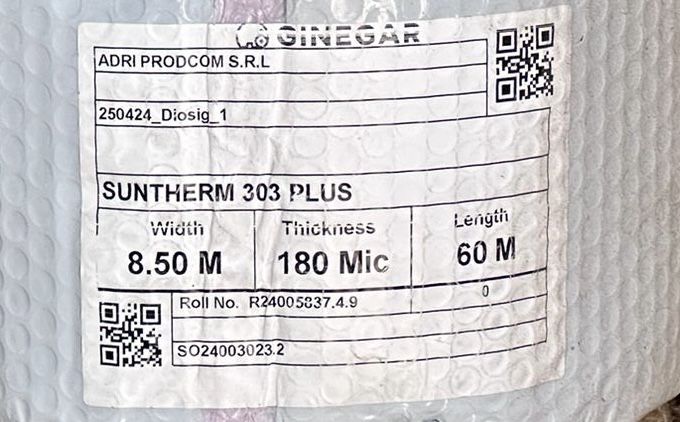 GINEGAR
ADRI PRODCOM S.R.L
250424_Diosig_1
SUNTHERM 303 PLUS
Width Thickness Length
8.50 M 180 Mic 60 M
Roll No. R24005837.4.9 0
SO24003023.2